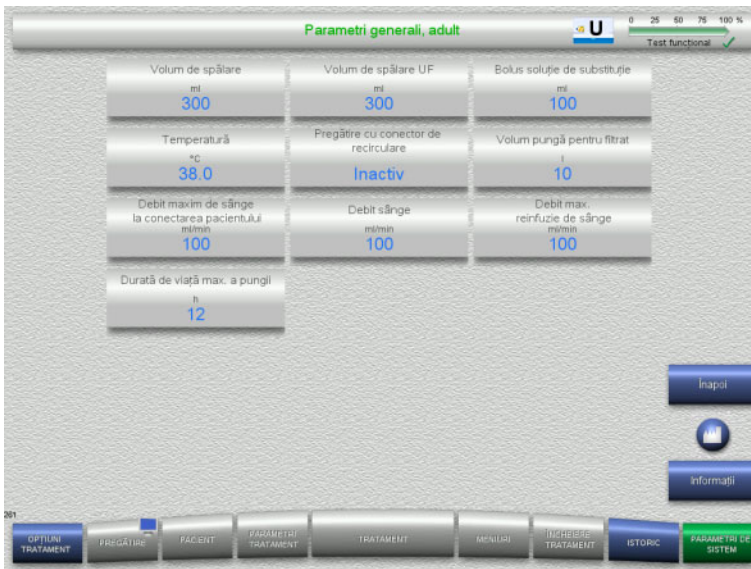 Parametri generali, adult
U
0 25 50 75 100 %
Test funcțional
Volum de spălare
ml
300
Volum de spălare UF
ml
300
Bolus soluție de substituție
ml
100
Temperatură
°C
38.0
Pregătire cu conector de
recirculare
Inactiv
Volum pungă pentru filtrat
l
10
Debit maxim de sânge
la conectarea pacientului
ml/min
100
Debit sânge
ml/min
100
Debit max.
reinfuzie de sânge
ml/min
100
Durată de viață max. a pungii
h
12
Înapoi
Informații
261
OPȚIUNI
TRATAMENT
PREGĂTIRE
PACIENT
PARAMETRI
TRATAMENT
TRATAMENT
MENIURI
ÎNCHEIERE
TRATAMENT
ISTORIC
PARAMETRI DE
SISTEM